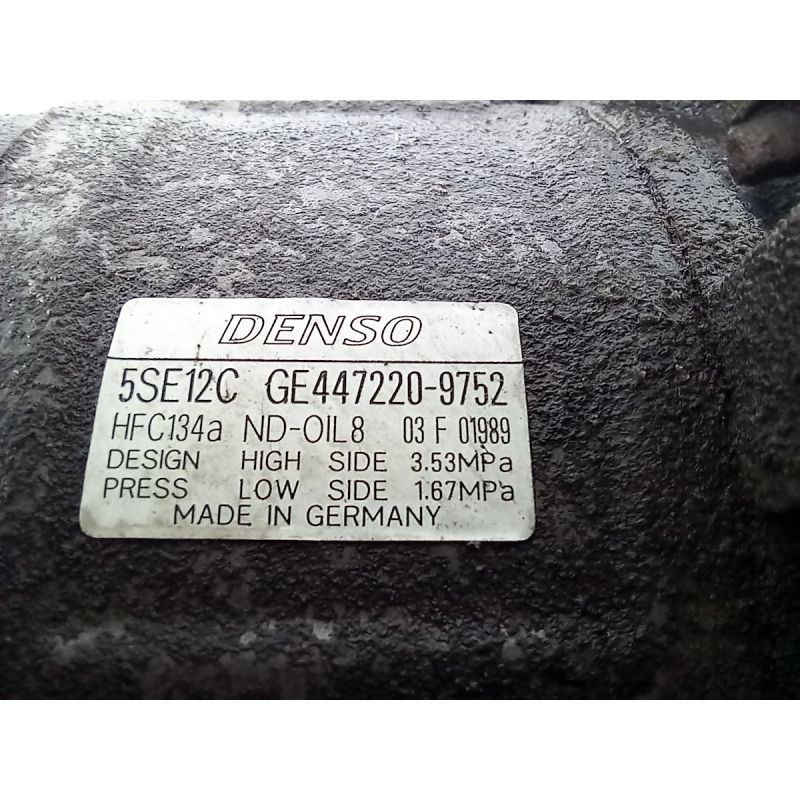 DENSO
5SE12C GE447220-9752
HFC134a ND-OIL8 03 F 01989
DESIGN HIGH SIDE 3.53MPa
PRESS LOW SIDE 1.67MPa
MADE IN GERMANY